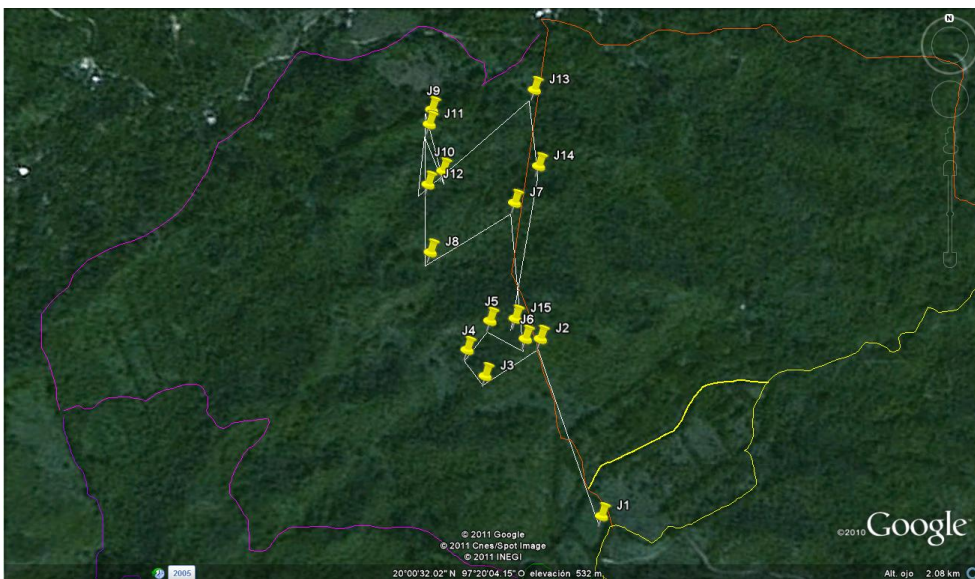 N
J13
J9
J11
J14
J10
J12
J7
J8
J5
J15
J6
J2
J4
J3
J1
© 2011 Google
© 2011 Cnes/Spot Image
© 2011 INEGI
©2010 Google
2005
20°00'32.02" N 97°20'04.15" O elevación 532 m
Alt. ojo 2.08 km